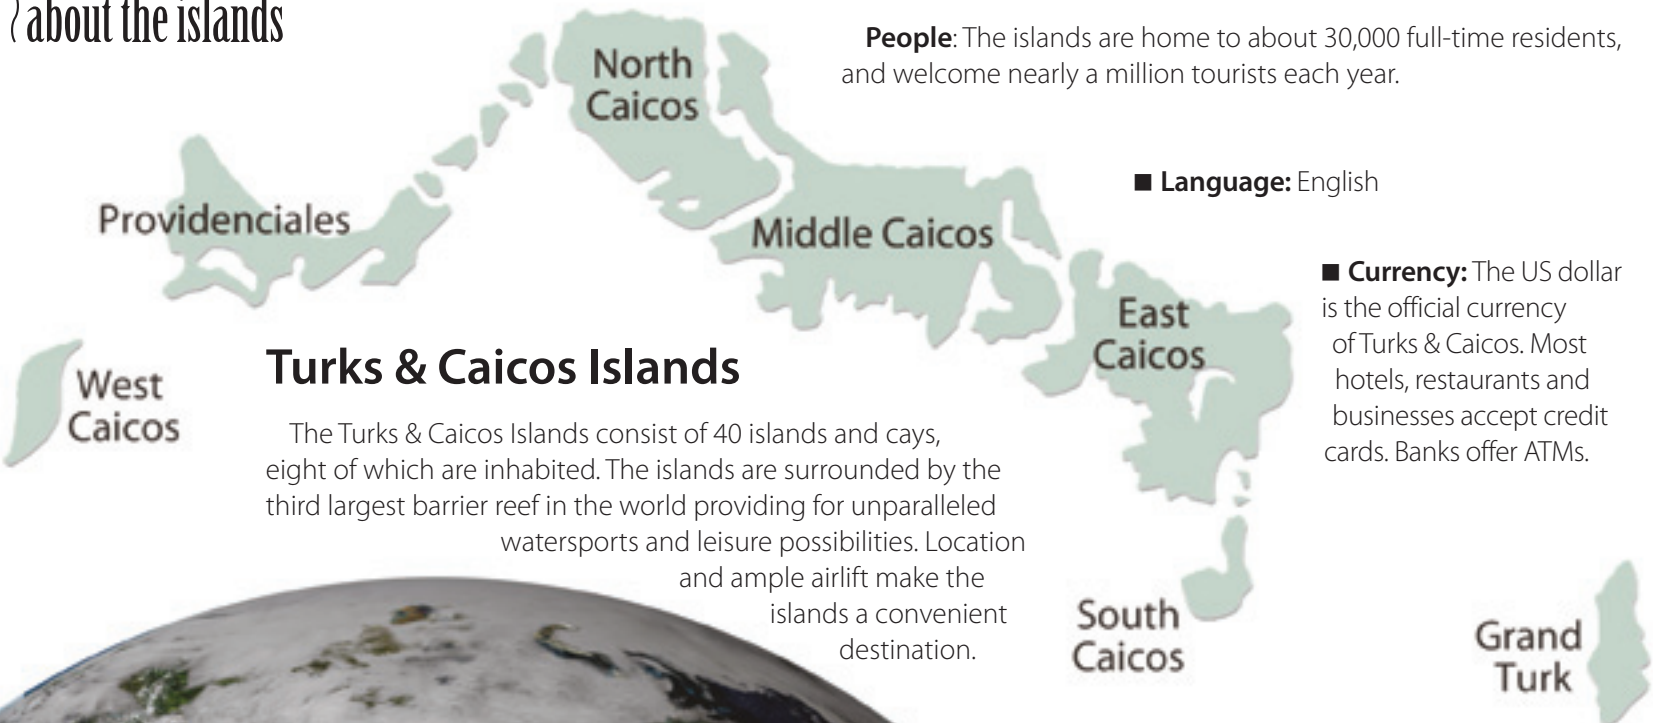 about the islands
People: The islands are home to about 30,000 full-time residents,
and welcome nearly a million tourists each year.
■ Language: English
■ Currency: The US dollar
is the official currency
of Turks & Caicos. Most
hotels, restaurants and
businesses accept credit
cards. Banks offer ATMs.
North
Caicos
Providenciales
Middle Caicos
East
Caicos
West
Caicos
Turks & Caicos Islands
The Turks & Caicos Islands consist of 40 islands and cays,
eight of which are inhabited. The islands are surrounded by the
third largest barrier reef in the world providing for unparalleled
watersports and leisure possibilities. Location
and ample airlift make the
islands a convenient
destination.
South
Caicos
Grand
Turk